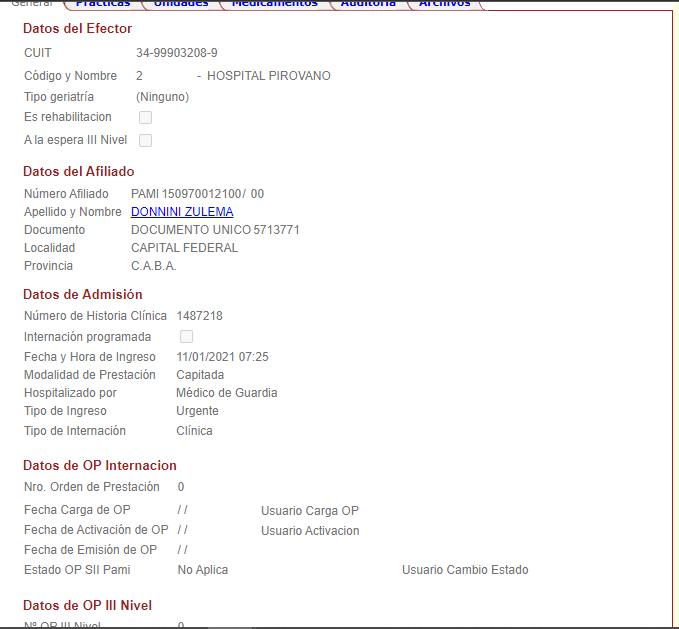 General Prácticas Unidades Medicamentos Auditoría Archivos
Datos del Efector
CUIT 34-99903208-9
Código y Nombre 2 - HOSPITAL PIROVANO
Tipo geriatría (Ninguno)
Es rehabilitacion
A la espera III Nivel
Datos del Afiliado
Número Afiliado PAMI 150970012100/ 00
Apellido y Nombre DONNINI ZULEMA
Documento DOCUMENTO UNICO 5713771
Localidad CAPITAL FEDERAL
Provincia C.A.B.A.
Datos de Admisión
Número de Historia Clínica 1487218
Internación programada
Fecha y Hora de Ingreso 11/01/2021 07:25
Modalidad de Prestación Capitada
Hospitalizado por Médico de Guardia
Tipo de Ingreso Urgente
Tipo de Internación Clínica
Datos de OP Internacion
Nro. Orden de Prestación 0
Fecha Carga de OP / / Usuario Carga OP
Fecha de Activación de OP / / Usuario Activacion
Fecha de Emisión de OP / /
Estado OP SII Pami No Aplica Usuario Cambio Estado
Datos de OP III Nivel
Nº OP III Nivel 0